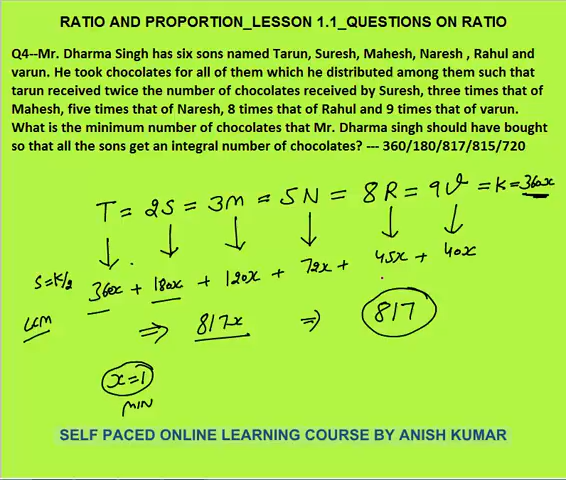 RATIO AND PROPORTION_LESSON 1.1_QUESTIONS ON RATIO
Q4--Mr. Dharma Singh has six sons named Tarun, Suresh, Mahesh, Naresh , Rahul and
varun. He took chocolates for all of them which he distributed among them such that
tarun received twice the number of chocolates received by Suresh, three times that of
Mahesh, five times that of Naresh, 8 times that of Rahul and 9 times that of varun.
What is the minimum number of chocolates that Mr. Dharma singh should have bought
so that all the sons get an integral number of chocolates? --- 360/180/817/815/720
T = 2S = 3M = 5N = 8R = 9V = K = 360x
S=K/2 360x + 180x + 120x + 72x + 45x + 40x
LCM ⇒ 817x ⇒ 817
x=1
MIN
SELF PACED ONLINE LEARNING COURSE BY ANISH KUMAR